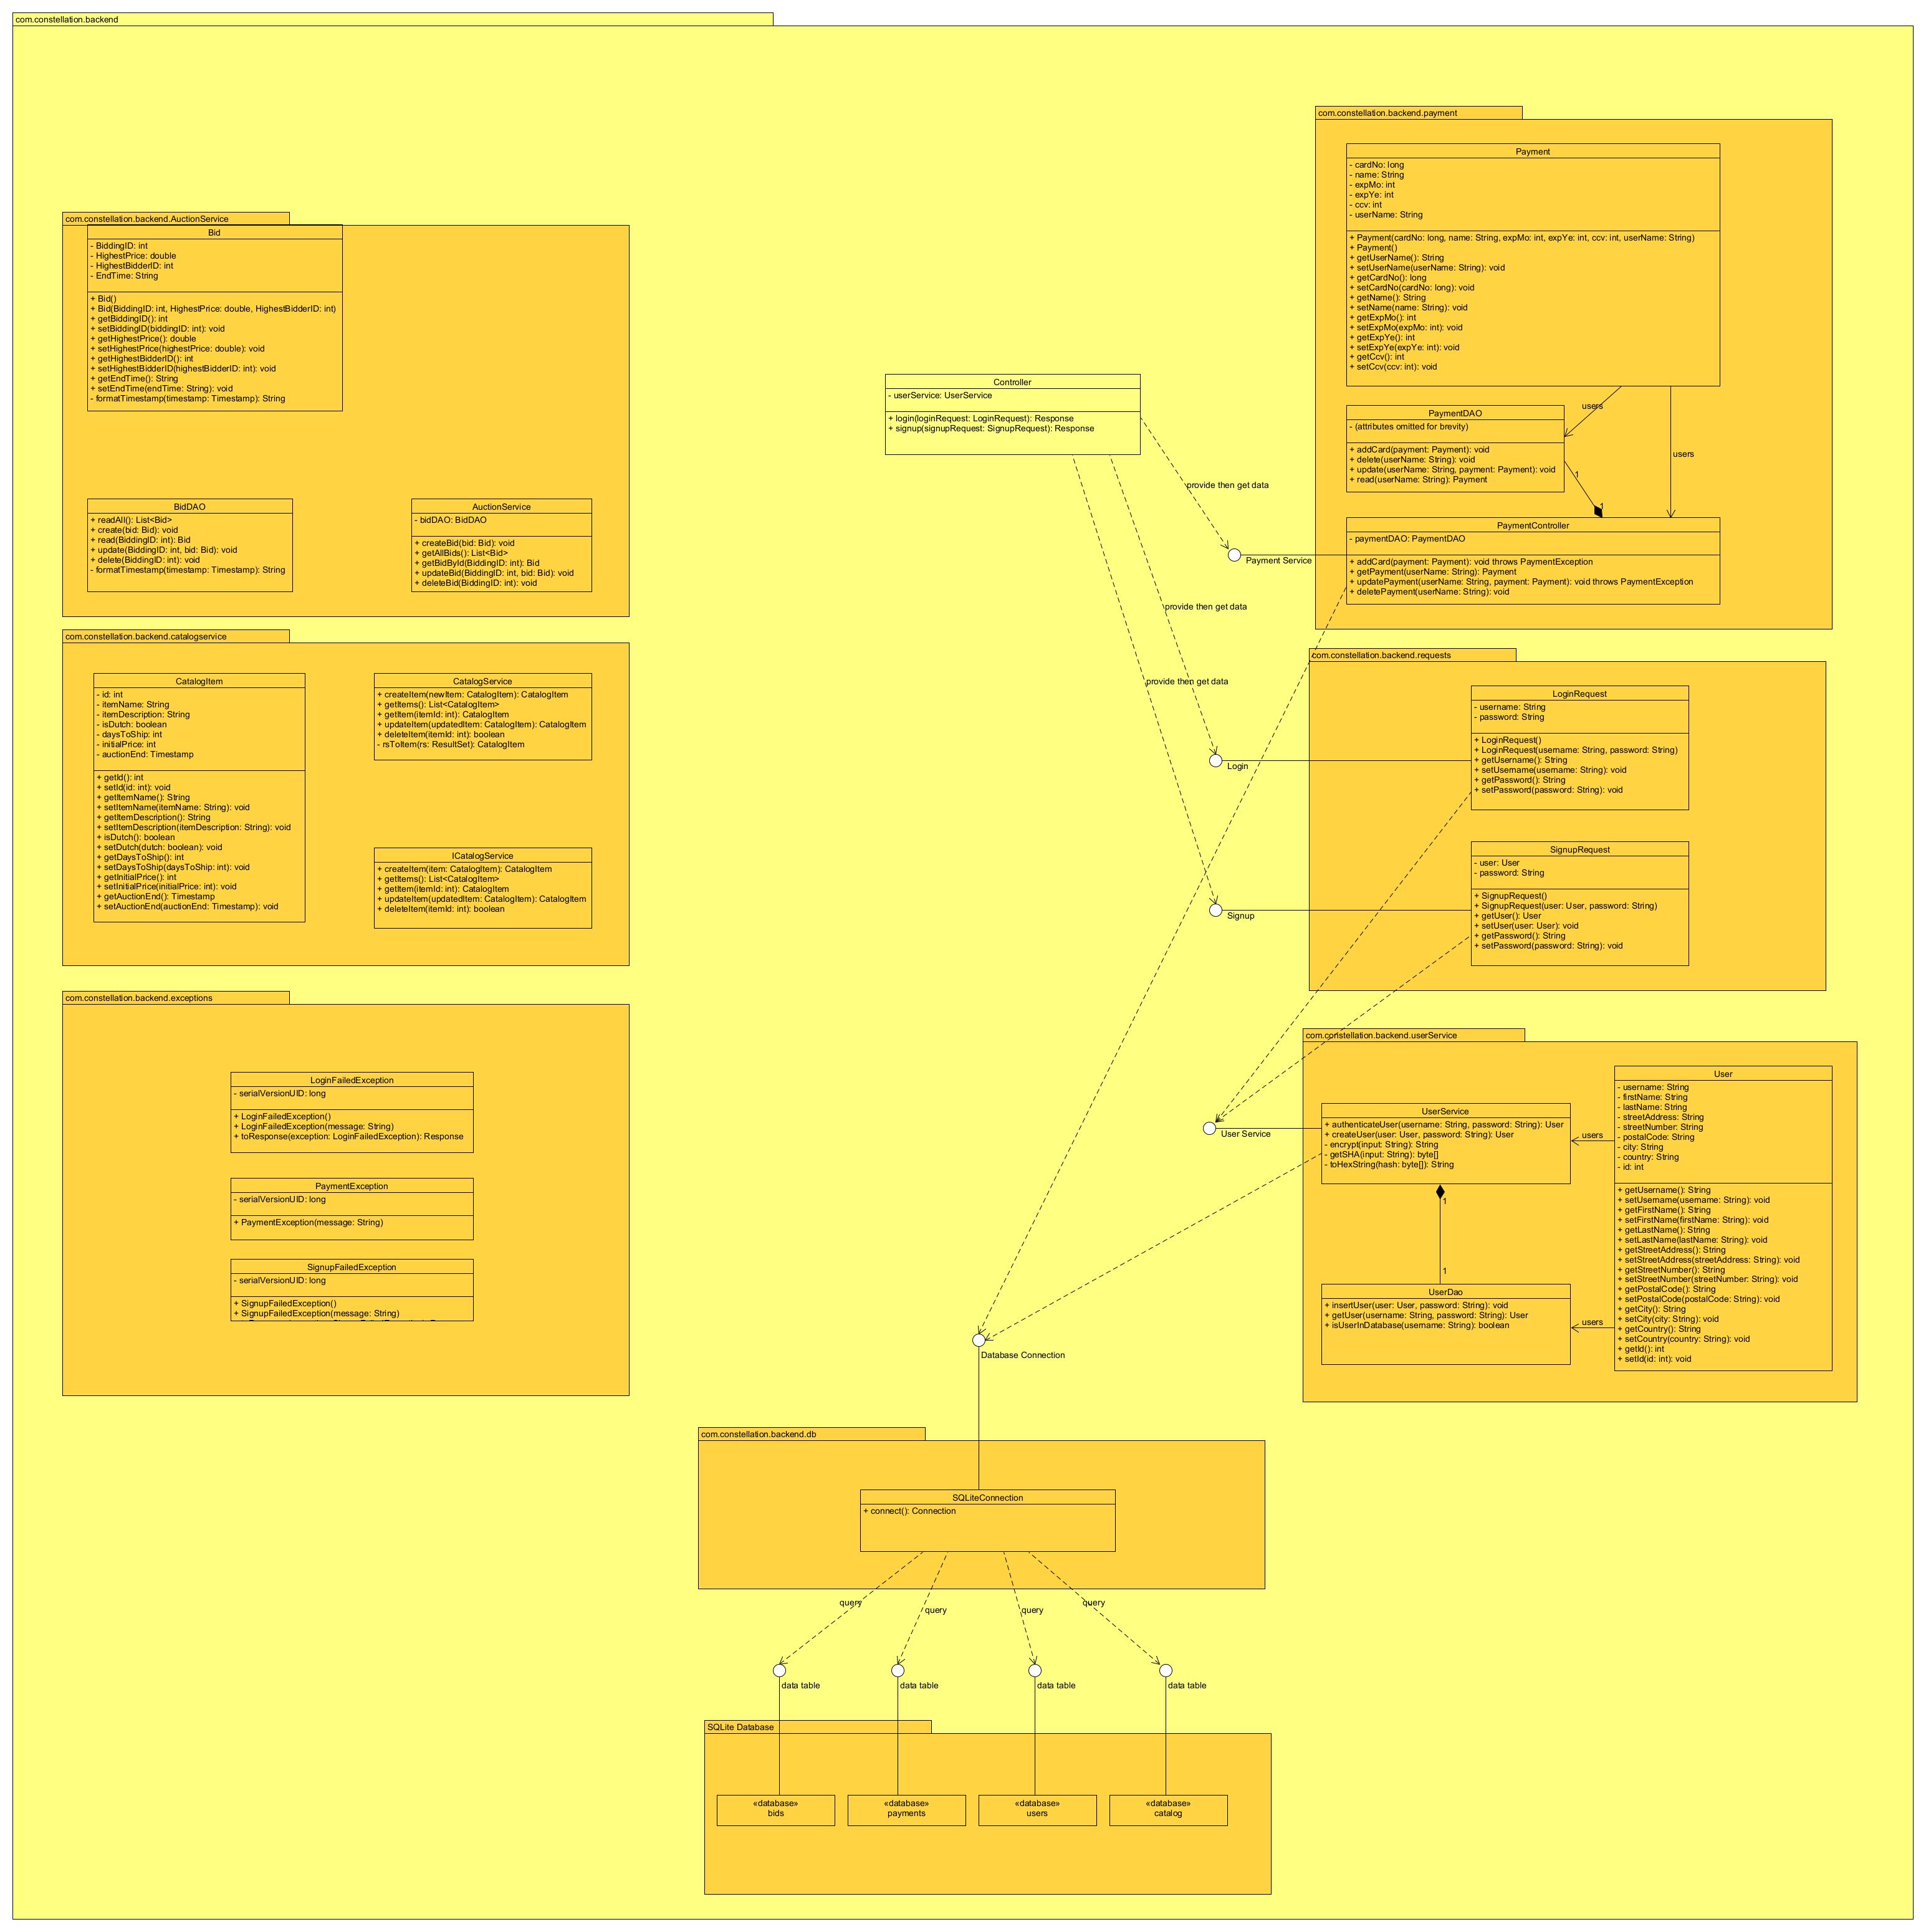 com.constellation.backend
com.constellation.backend.AuctionService
Bid
- BiddingID: int
- HighestPrice: double
- HighestBidderID: int
- EndTime: String
+ Bid()
+ Bid(BiddingID: int, HighestPrice: double, HighestBidderID: int)
+ getBiddingID(): int
+ setBiddingID(biddingID: int): void
+ getHighestPrice(): double
+ setHighestPrice(highestPrice: double): void
+ getHighestBidderID(): int
+ setHighestBidderID(highestBidderID: int): void
+ getEndTime(): String
+ setEndTime(endTime: String): void
- formatTimestamp(timestamp: Timestamp): String
BidDAO
+ readAll(): List<Bid>
+ create(bid: Bid): void
+ read(BiddingID: int): Bid
+ update(BiddingID: int, bid: Bid): void
+ delete(BiddingID: int): void
- formatTimestamp(timestamp: Timestamp): String
AuctionService
- bidDAO: BidDAO
+ createBid(bid: Bid): void
+ getAllBids(): List<Bid>
+ getBidById(BiddingID: int): Bid
+ updateBid(BiddingID: int, bid: Bid): void
+ deleteBid(BiddingID: int): void
com.constellation.backend.catalogservice
CatalogItem
- id: int
- itemName: String
- itemDescription: String
- isDutch: boolean
- daysToShip: int
- initialPrice: int
- auctionEnd: Timestamp
+ getId(): int
+ setId(id: int): void
+ getItemName(): String
+ setItemName(itemName: String): void
+ getItemDescription(): String
+ setItemDescription(itemDescription: String): void
+ isDutch(): boolean
+ setDutch(dutch: boolean): void
+ getDaysToShip(): int
+ setDaysToShip(daysToShip: int): void
+ getInitialPrice(): int
+ setInitialPrice(initialPrice: int): void
+ getAuctionEnd(): Timestamp
+ setAuctionEnd(auctionEnd: Timestamp): void
CatalogService
+ createItem(newItem: CatalogItem): CatalogItem
+ getItems(): List<CatalogItem>
+ getItem(itemId: int): CatalogItem
+ updateItem(updatedItem: CatalogItem): CatalogItem
+ deleteItem(itemId: int): boolean
- rsToItem(rs: ResultSet): CatalogItem
ICatalogService
+ createItem(item: CatalogItem): CatalogItem
+ getItems(): List<CatalogItem>
+ getItem(itemId: int): CatalogItem
+ updateItem(updatedItem: CatalogItem): CatalogItem
+ deleteItem(itemId: int): boolean
com.constellation.backend.exceptions
LoginFailedException
- serialVersionUID: long
+ LoginFailedException()
+ LoginFailedException(message: String)
+ toResponse(exception: LoginFailedException): Response
PaymentException
- serialVersionUID: long
+ PaymentException(message: String)
SignupFailedException
- serialVersionUID: long
+ SignupFailedException()
+ SignupFailedException(message: String)
Controller
- userService: UserService
+ login(loginRequest: LoginRequest): Response
+ signup(signupRequest: SignupRequest): Response
provide then get data
provide then get data
provide then get data
Payment Service
Login
Signup
User Service
Database Connection
com.constellation.backend.payment
Payment
- cardNo: long
- name: String
- expMo: int
- expYe: int
- ccv: int
- userName: String
+ Payment(cardNo: long, name: String, expMo: int, expYe: int, ccv: int, userName: String)
+ Payment()
+ getUserName(): String
+ setUserName(userName: String): void
+ getCardNo(): long
+ setCardNo(cardNo: long): void
+ getName(): String
+ setName(name: String): void
+ getExpMo(): int
+ setExpMo(expMo: int): void
+ getExpYe(): int
+ setExpYe(expYe: int): void
+ getCcv(): int
+ setCcv(ccv: int): void
users
users
PaymentDAO
- (attributes omitted for brevity)
+ addCard(payment: Payment): void
+ delete(userName: String): void
+ update(userName: String, payment: Payment): void
+ read(userName: String): Payment
1
1
PaymentController
- paymentDAO: PaymentDAO
+ addCard(payment: Payment): void throws PaymentException
+ getPayment(userName: String): Payment
+ updatePayment(userName: String, payment: Payment): void throws PaymentException
+ deletePayment(userName: String): void
com.constellation.backend.requests
LoginRequest
- username: String
- password: String
+ LoginRequest()
+ LoginRequest(username: String, password: String)
+ getUsername(): String
+ setUsername(username: String): void
+ getPassword(): String
+ setPassword(password: String): void
SignupRequest
- user: User
- password: String
+ SignupRequest()
+ SignupRequest(user: User, password: String)
+ getUser(): User
+ setUser(user: User): void
+ getPassword(): String
+ setPassword(password: String): void
com.constellation.backend.userService
UserService
+ authenticateUser(username: String, password: String): User
+ createUser(user: User, password: String): User
- encrypt(input: String): String
- getSHA(input: String): byte[]
- toHexString(hash: byte[]): String
1
1
users
users
UserDao
+ insertUser(user: User, password: String): void
+ getUser(username: String, password: String): User
+ isUserInDatabase(username: String): boolean
User
- username: String
- firstName: String
- lastName: String
- streetAddress: String
- streetNumber: String
- postalCode: String
- city: String
- country: String
- id: int
+ getUsername(): String
+ setUsername(username: String): void
+ getFirstName(): String
+ setFirstName(firstName: String): void
+ getLastName(): String
+ setLastName(lastName: String): void
+ getStreetAddress(): String
+ setStreetAddress(streetAddress: String): void
+ getStreetNumber(): String
+ setStreetNumber(streetNumber: String): void
+ getPostalCode(): String
+ setPostalCode(postalCode: String): void
+ getCity(): String
+ setCity(city: String): void
+ getCountry(): String
+ setCountry(country: String): void
+ getId(): int
+ setId(id: int): void
com.constellation.backend.db
SQLiteConnection
+ connect(): Connection
query
query
query
query
data table
data table
data table
data table
SQLite Database
«database»
bids
«database»
payments
«database»
users
«database»
catalog